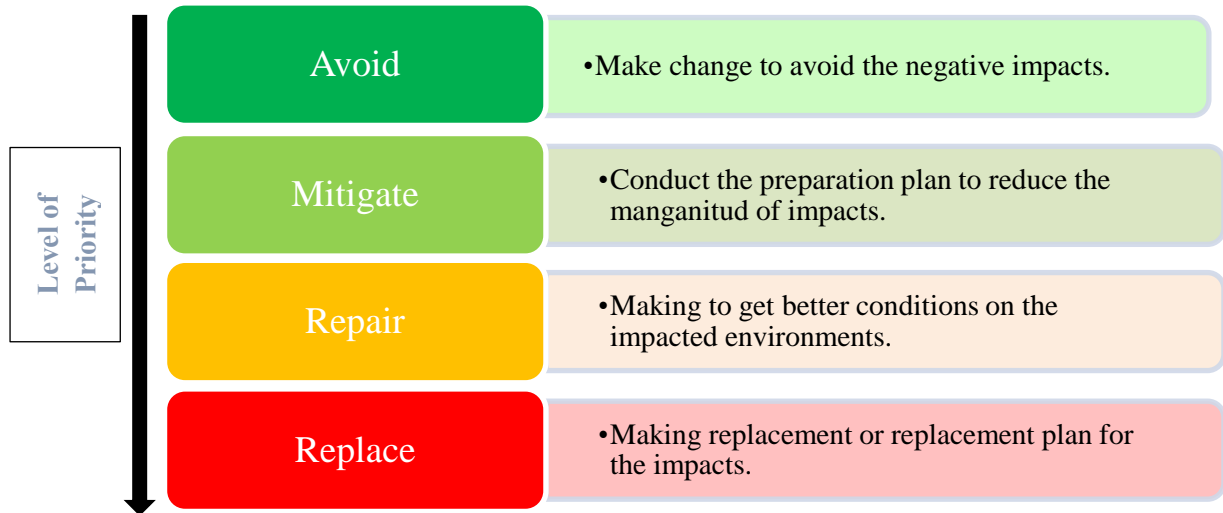 Level of
Priority
Avoid
•Make change to avoid the negative impacts.
Mitigate
•Conduct the preparation plan to reduce the
manganitud of impacts.
Repair
•Making to get better conditions on the
impacted environments.
Replace
•Making replacement or replacement plan for
the impacts.